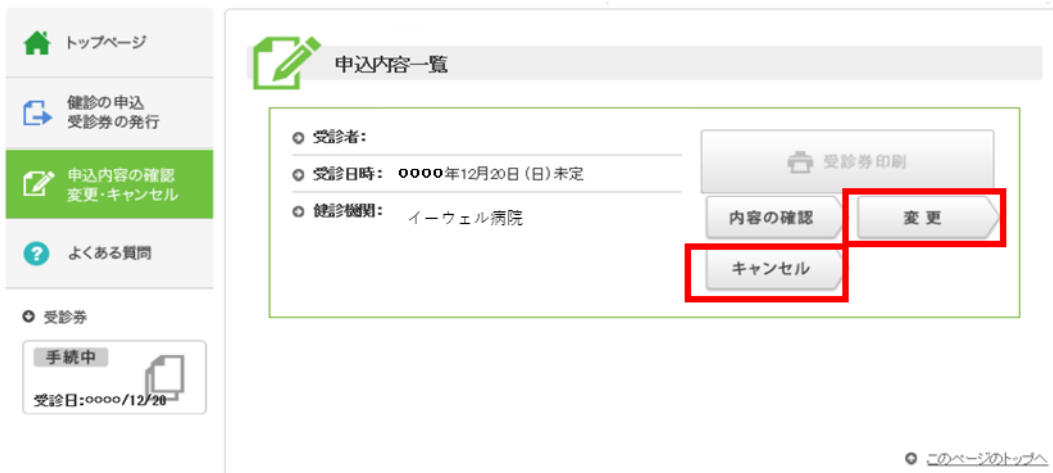 トップページ
健診の申込
受診券の発行
申込内容の確認
変更・キャンセル
よくある質問
受診券
手続中
受診日:oooo/12/20
申込内容一覧
受診者:
受診日時: oooo年12月20日(日)未定
健診機関: イーウェル病院
受診券印刷
内容の確認
変更
キャンセル
このページのトップへ